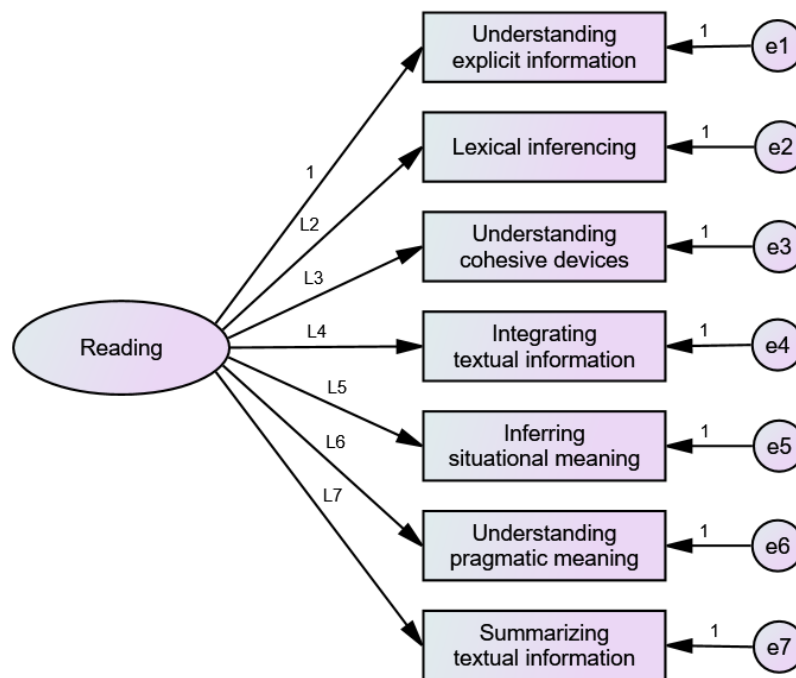 Understanding
explicit information
1
e1
1
Lexical inferencing
1
e2
L2
Understanding
cohesive devices
1
e3
L3
Reading
L4
Integrating
textual information
1
e4
L5
Inferring
situational meaning
1
e5
L6
Understanding
pragmatic meaning
1
e6
L7
Summarizing
textual information
1
e7